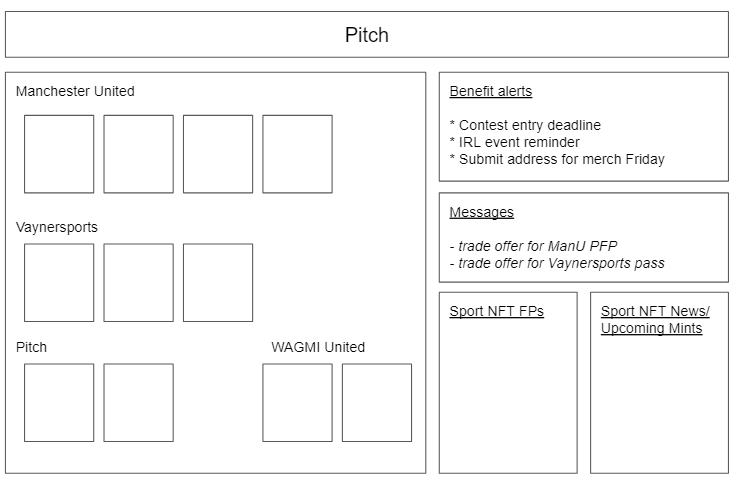 Pitch
Manchester United
Vaynersports
Pitch
WAGMI United
Benefit alerts
* Contest entry deadline
* IRL event reminder
* Submit address for merch Friday
Messages
- trade offer for ManU PFP
- trade offer for Vaynersports pass
Sport NFT FPs
Sport NFT News/
Upcoming Mints